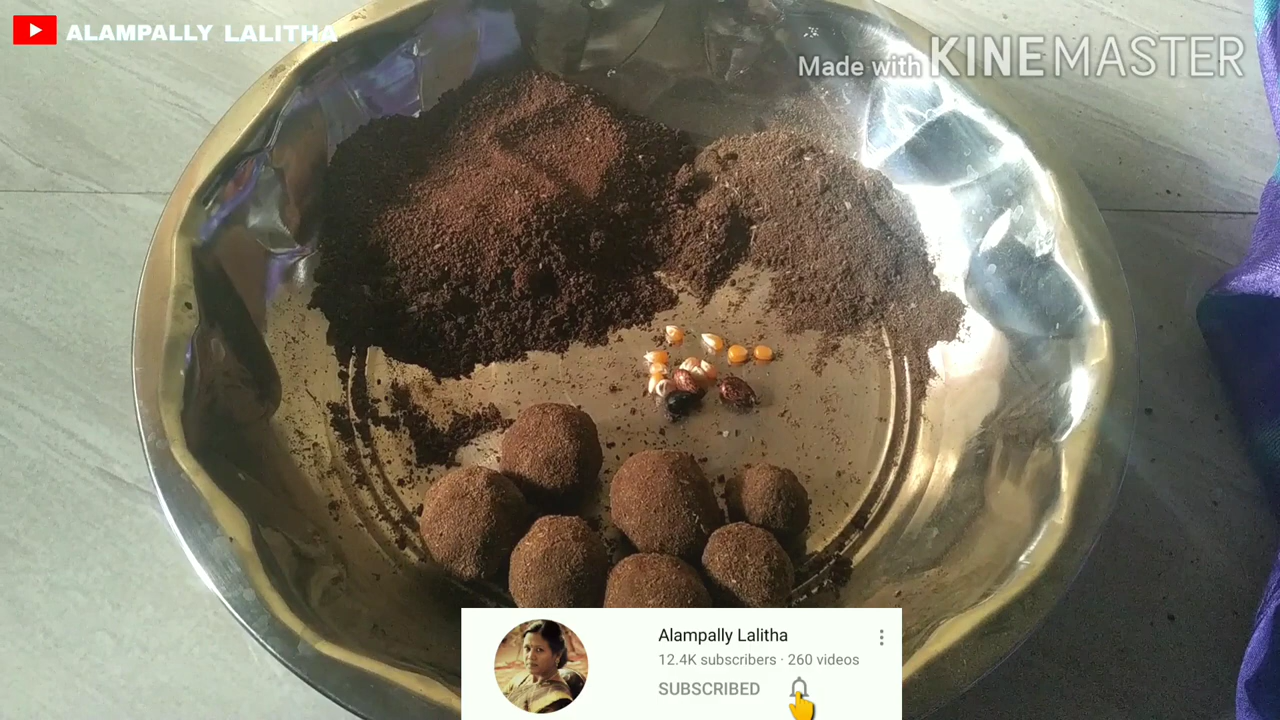 ALAMPALLY LALITHA
Made with KINEMASTER
Alampally Lalitha
12.4K subscribers · 260 videos
SUBSCRIBED